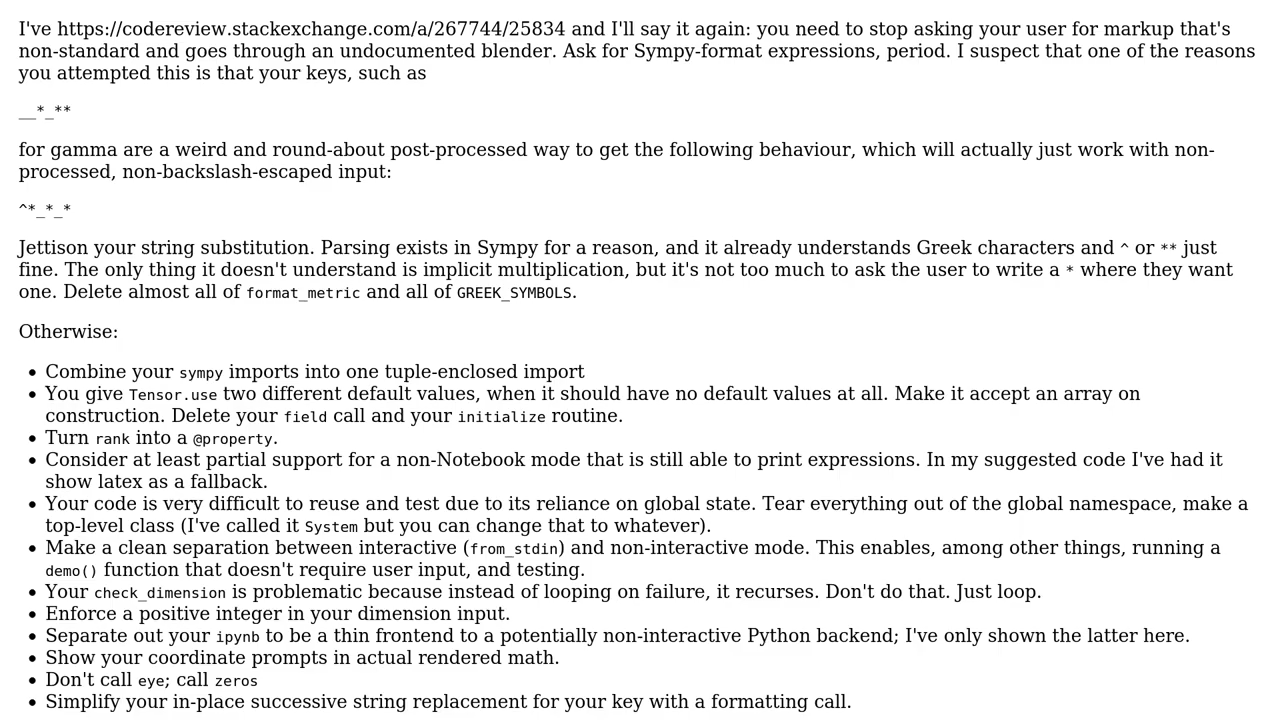 I've https://codereview.stackexchange.com/a/267744/25834 and I'll say it again: you need to stop asking your user for markup that's
non-standard and goes through an undocumented blender. Ask for Sympy-format expressions, period. I suspect that one of the reasons
you attempted this is that your keys, such as
__*_**
for gamma are a weird and round-about post-processed way to get the following behaviour, which will actually just work with non-
processed, non-backslash-escaped input:
^*_*_*
Jettison your string substitution. Parsing exists in Sympy for a reason, and it already understands Greek characters and ^ or ** just
fine. The only thing it doesn't understand is implicit multiplication, but it's not too much to ask the user to write a * where they want
one. Delete almost all of format_metric and all of GREEK_SYMBOLS.
Otherwise:
• Combine your sympy imports into one tuple-enclosed import
• You give Tensor.use two different default values, when it should have no default values at all. Make it accept an array on
construction. Delete your field call and your initialize routine.
• Turn rank into a @property.
• Consider at least partial support for a non-Notebook mode that is still able to print expressions. In my suggested code I've had it
show latex as a fallback.
• Your code is very difficult to reuse and test due to its reliance on global state. Tear everything out of the global namespace, make a
top-level class (I've called it System but you can change that to whatever).
• Make a clean separation between interactive (from_stdin) and non-interactive mode. This enables, among other things, running a
demo() function that doesn't require user input, and testing.
• Your check_dimension is problematic because instead of looping on failure, it recurses. Don't do that. Just loop.
• Enforce a positive integer in your dimension input.
• Separate out your ipynb to be a thin frontend to a potentially non-interactive Python backend; I've only shown the latter here.
• Show your coordinate prompts in actual rendered math.
• Don't call eye; call zeros
• Simplify your in-place successive string replacement for your key with a formatting call.